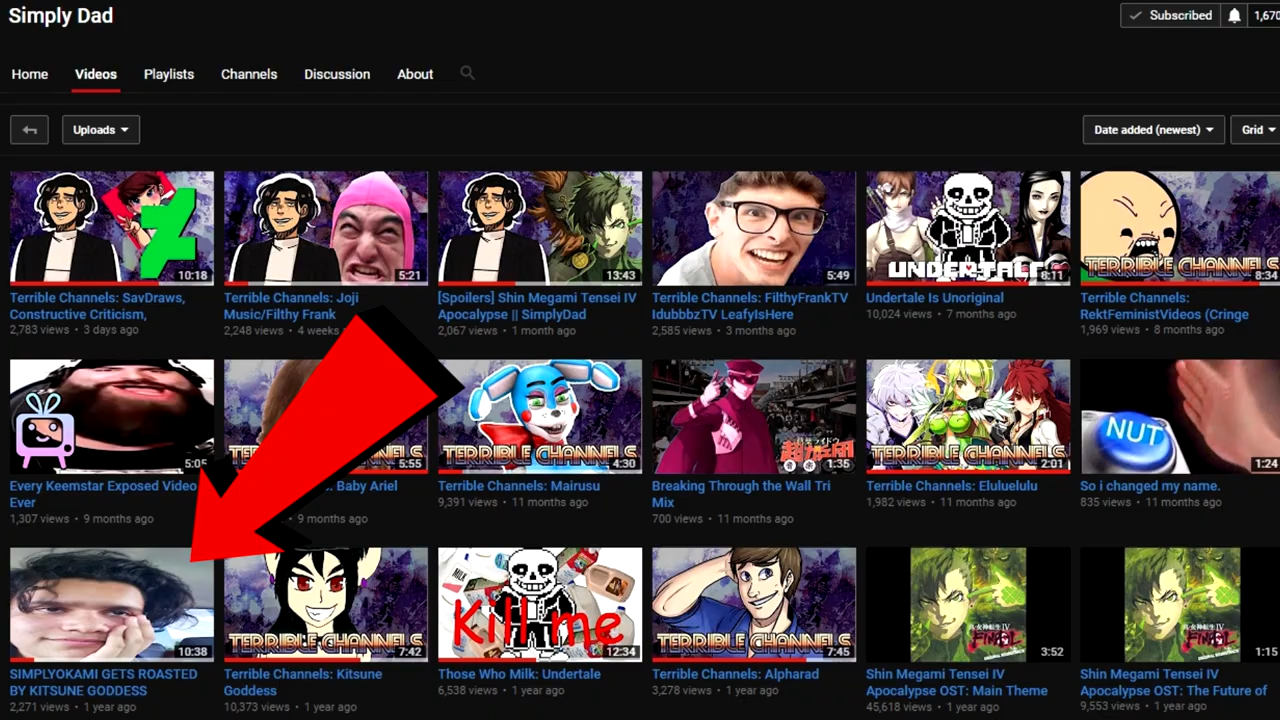 Simply Dad
Subscribed 1,670
Home Videos Playlists Channels Discussion About
Uploads Date added (newest) Grid
10:18 5:21 13:43 5:49 UNDERTALE 8:11 TERRIBLE CHANNELS 8:34
Terrible Channels: SavDraws, Terrible Channels: Joji [Spoilers] Shin Megami Tensei IV Terrible Channels: FilthyFrankTV Undertale Is Unoriginal Terrible Channels:
Constructive Criticism, Music/Filthy Frank Apocalypse || SimplyDad IdubbbzTV LeafyIsHere 10,024 views • 7 months ago RektFeministVideos (Cringe
2,783 views • 3 days ago 2,248 views • 4 weeks 2,067 views • 1 month ago 2,585 views • 3 months ago 1,969 views • 8 months ago
NUT
5:05 5:55 TERRIBLE CHANNELS 4:30 1:35 TERRIBLE CHANNELS 2:01 1:24
Every Keemstar Exposed Video Baby Ariel Terrible Channels: Mairusu Breaking Through the Wall Tri Terrible Channels: Eluluelulu So i changed my name.
Ever 9,391 views • 11 months ago Mix 1,982 views • 11 months ago 835 views • 11 months ago
1,307 views • 9 months ago • 9 months ago 700 views • 11 months ago
MILK
Kill me
10:38 TERRIBLE CHANNELS 7:42 12:34 TERRIBLE CHANNELS 7:45 FINAL 3:52 FINAL 1:15
SIMPLYOKAMI GETS ROASTED Terrible Channels: Kitsune Those Who Milk: Undertale Terrible Channels: Alpharad Shin Megami Tensei IV Shin Megami Tensei IV
BY KITSUNE GODDESS Goddess 6,538 views • 1 year ago 3,278 views • 1 year ago Apocalypse OST: Main Theme Apocalypse OST: The Future of
2,271 views • 1 year ago 10,373 views • 1 year ago 45,618 views • 1 year ago 9,553 views • 1 year ago